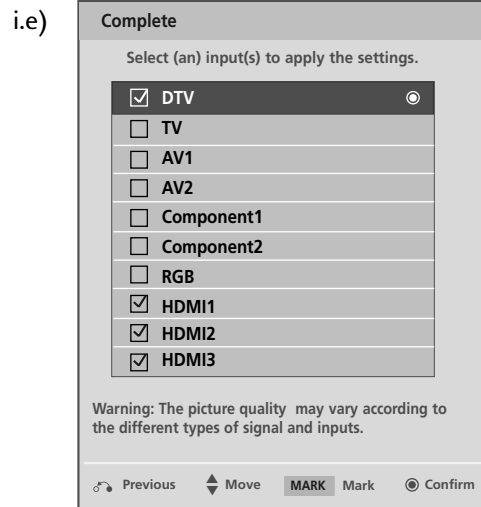 i.e)
Complete
Select (an) input(s) to apply the settings.
DTV
TV
AV1
AV2
Component1
Component2
RGB
HDMI1
HDMI2
HDMI3
Warning: The picture quality may vary according to
the different types of signal and inputs.
Previous Move MARK Mark Confirm